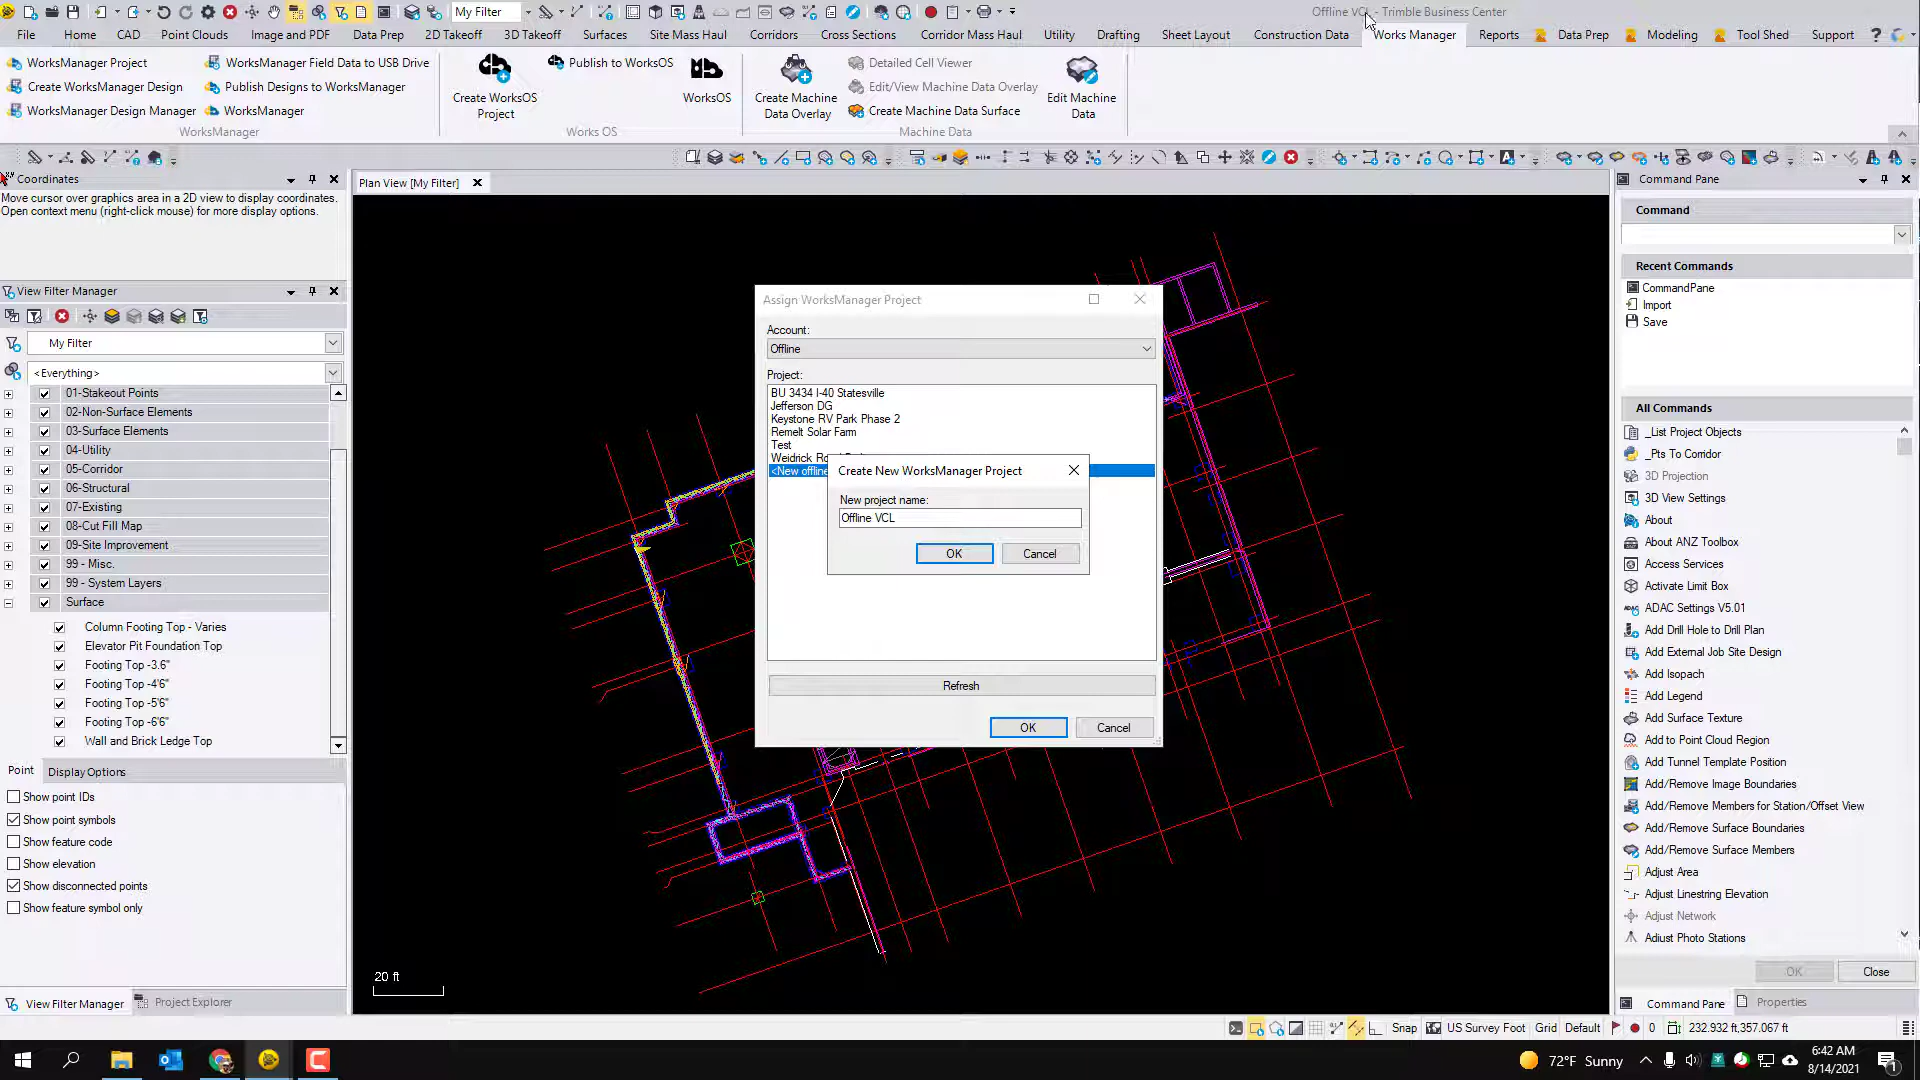 My Filter
Offline VCL - Trimble Business Center
File Home CAD Point Clouds Image and PDF Data Prep 2D Takeoff 3D Takeoff Surfaces Site Mass Haul Corridors Cross Sections Corridor Mass Haul Utility Drafting Sheet Layout Construction Data Works Manager Reports Data Prep Modeling Tool Shed Support
WorksManager Project
Create WorksManager Design
WorksManager Design Manager
WorksManager Field Data to USB Drive
Publish Designs to WorksManager
WorksManager
WorksManager
Create WorksOS
Project
Publish to WorksOS
WorksOS
Works OS
Create Machine
Data Overlay
Detailed Cell Viewer
Edit/View Machine Data Overlay
Create Machine Data Surface
Edit Machine
Data
Machine Data
Coordinates
Move cursor over graphics area in a 2D view to display coordinates.
Open context menu (right-click mouse) for more display options.
View Filter Manager
My Filter
<Everything>
01-Stakeout Points
02-Non-Surface Elements
03-Surface Elements
04-Utility
05-Corridor
06-Structural
07-Existing
08-Cut Fill Map
09-Site Improvement
99 - Misc.
99 - System Layers
Surface
Column Footing Top - Varies
Elevator Pit Foundation Top
Footing Top -3.6"
Footing Top -4'6"
Footing Top -5'6"
Footing Top -6'6"
Wall and Brick Ledge Top
Point Display Options
Show point IDs
Show point symbols
Show feature code
Show elevation
Show disconnected points
Show feature symbol only
View Filter Manager Project Explorer
Plan View [My Filter]
20 ft
Assign WorksManager Project
Account:
Offline
Project:
BU 3434 I-40 Statesville
Jefferson DG
Keystone RV Park Phase 2
Remelt Solar Farm
Test
<New offline
Create New WorksManager Project
New project name:
Offline VCL
OK Cancel
Refresh
OK Cancel
Command Pane
Command
Recent Commands
CommandPane
Import
Save
All Commands
_List Project Objects
_Pts To Corridor
3D Projection
3D View Settings
About
About ANZ Toolbox
Access Services
Activate Limit Box
ADAC Settings V5.01
Add Drill Hole to Drill Plan
Add External Job Site Design
Add Isopach
Add Legend
Add Surface Texture
Add to Point Cloud Region
Add Tunnel Template Position
Add/Remove Image Boundaries
Add/Remove Members for Station/Offset View
Add/Remove Surface Boundaries
Add/Remove Surface Members
Adjust Area
Adjust Linestring Elevation
Adjust Network
Adjust Photo Stations
OK Close
Command Pane Properties
Snap US Survey Foot Grid Default 0 232.932 ft,357.067 ft
72°F Sunny
6:42 AM
8/14/2021
1